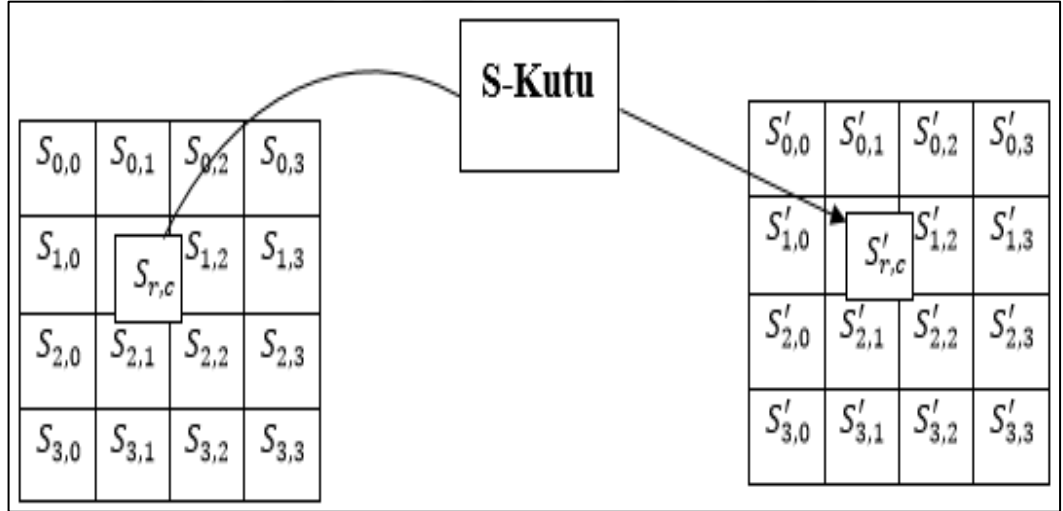 S-Kutu
S₀,₀ S₀,₁ S₀,₂ S₀,₃
S₁,₀ S₁,₂ S₁,₃
S_r,c
S₂,₀ S₂,₁ S₂,₂ S₂,₃
S₃,₀ S₃,₁ S₃,₂ S₃,₃
S′₀,₀ S′₀,₁ S′₀,₂ S′₀,₃
S′₁,₀ S′₁,₂ S′₁,₃
S′_r,c
S′₂,₀ S′₂,₁ S′₂,₂ S′₂,₃
S′₃,₀ S′₃,₁ S′₃,₂ S′₃,₃